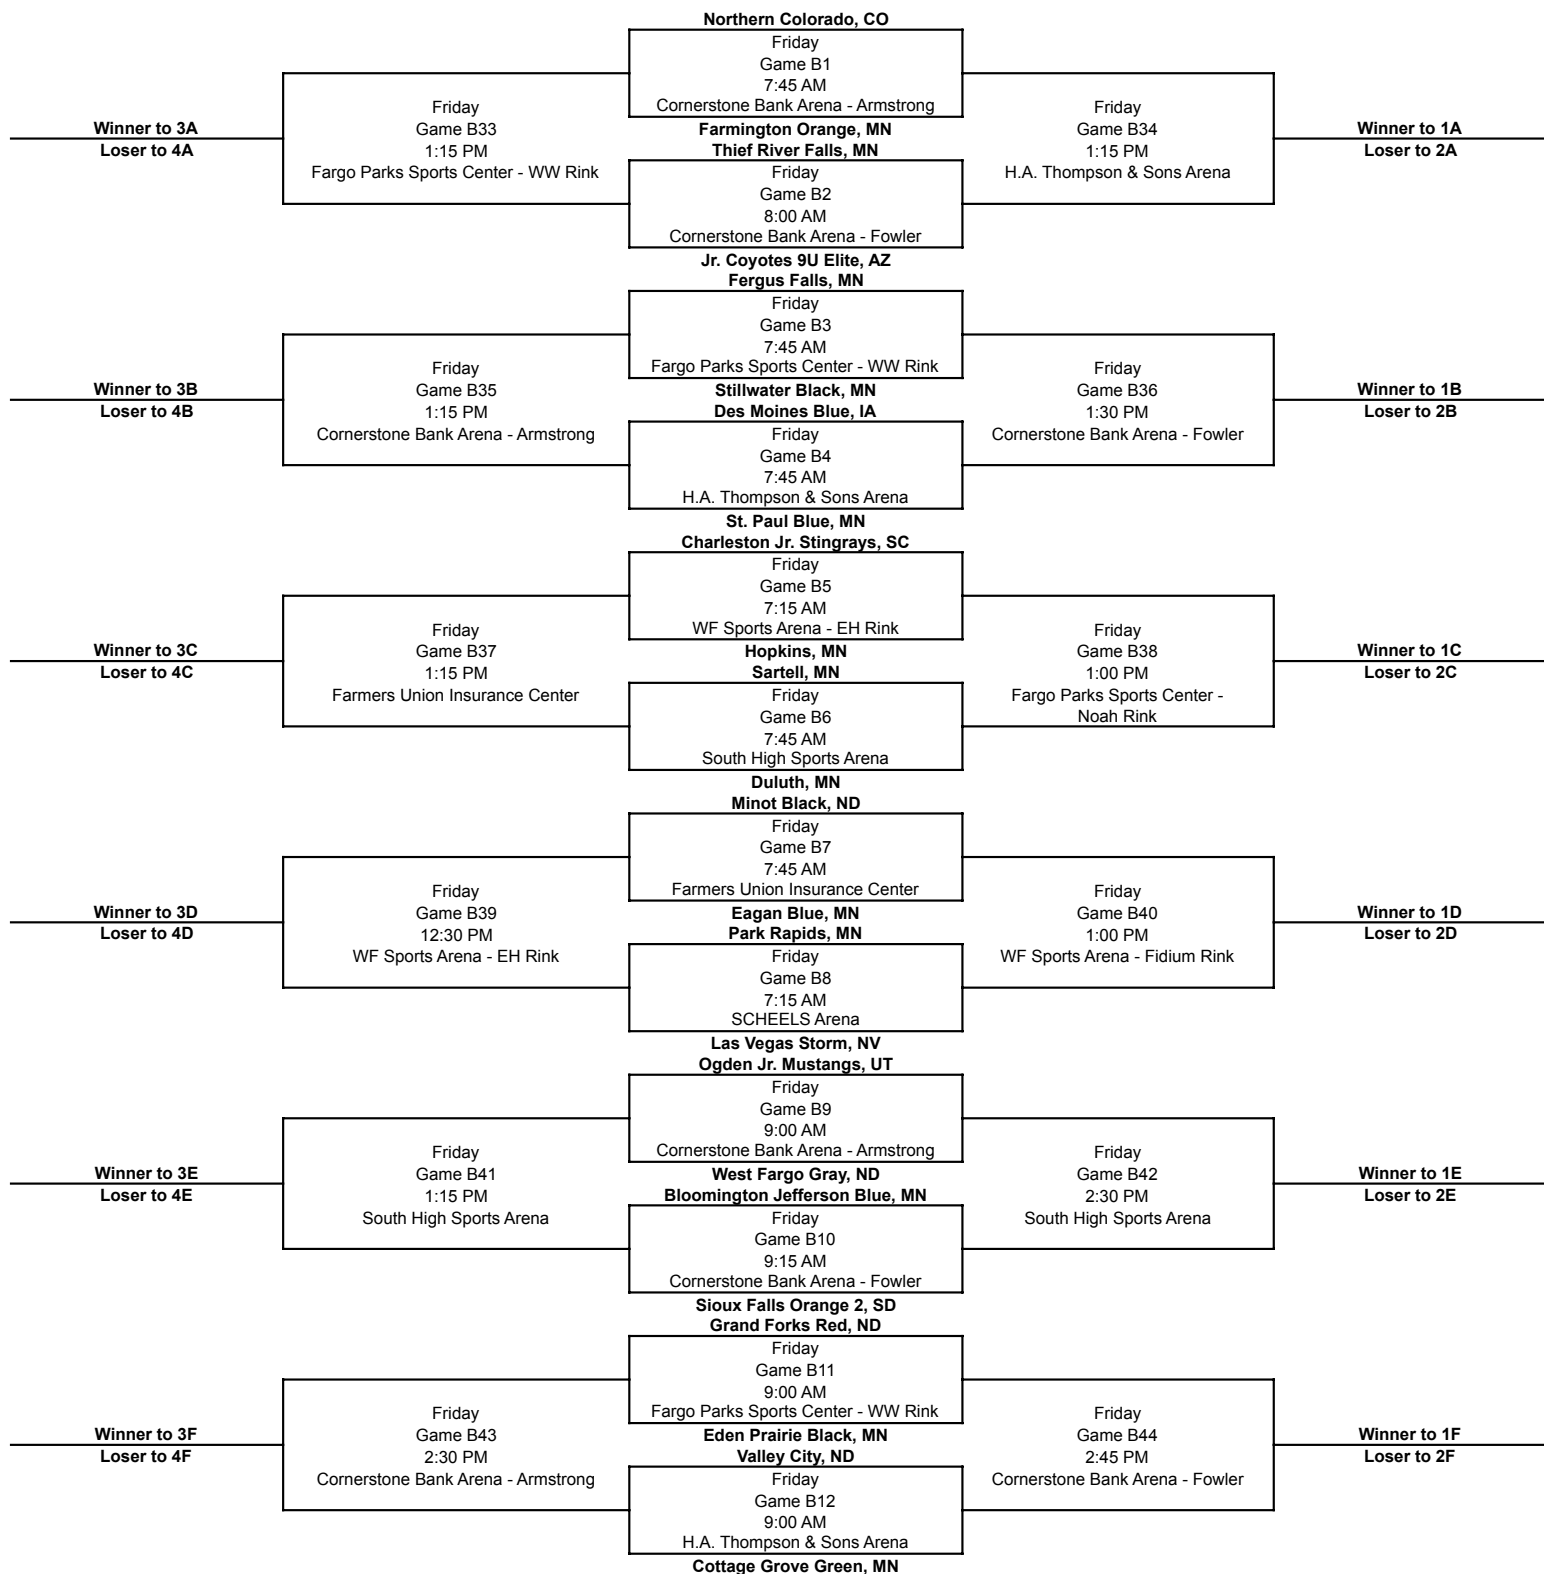 Northern Colorado, CO
Friday
Game B1
7:45 AM
Cornerstone Bank Arena - Armstrong
Friday
Game B33
1:15 PM
Fargo Parks Sports Center - WW Rink
Winner to 3A
Loser to 4A
Farmington Orange, MN
Thief River Falls, MN
Friday
Game B34
1:15 PM
H.A. Thompson & Sons Arena
Winner to 1A
Loser to 2A
Friday
Game B2
8:00 AM
Cornerstone Bank Arena - Fowler
Jr. Coyotes 9U Elite, AZ
Fergus Falls, MN
Friday
Game B3
7:45 AM
Fargo Parks Sports Center - WW Rink
Friday
Game B35
1:15 PM
Cornerstone Bank Arena - Armstrong
Winner to 3B
Loser to 4B
Stillwater Black, MN
Des Moines Blue, IA
Friday
Game B36
1:30 PM
Cornerstone Bank Arena - Fowler
Winner to 1B
Loser to 2B
Friday
Game B4
7:45 AM
H.A. Thompson & Sons Arena
St. Paul Blue, MN
Charleston Jr. Stingrays, SC
Friday
Game B5
7:15 AM
WF Sports Arena - EH Rink
Friday
Game B37
1:15 PM
Farmers Union Insurance Center
Winner to 3C
Loser to 4C
Hopkins, MN
Sartell, MN
Friday
Game B38
1:00 PM
Fargo Parks Sports Center -
Noah Rink
Winner to 1C
Loser to 2C
Friday
Game B6
7:45 AM
South High Sports Arena
Duluth, MN
Minot Black, ND
Friday
Game B7
7:45 AM
Farmers Union Insurance Center
Friday
Game B39
12:30 PM
WF Sports Arena - EH Rink
Winner to 3D
Loser to 4D
Eagan Blue, MN
Park Rapids, MN
Friday
Game B40
1:00 PM
WF Sports Arena - Fidium Rink
Winner to 1D
Loser to 2D
Friday
Game B8
7:15 AM
SCHEELS Arena
Las Vegas Storm, NV
Ogden Jr. Mustangs, UT
Friday
Game B9
9:00 AM
Cornerstone Bank Arena - Armstrong
Friday
Game B41
1:15 PM
South High Sports Arena
Winner to 3E
Loser to 4E
West Fargo Gray, ND
Bloomington Jefferson Blue, MN
Friday
Game B42
2:30 PM
South High Sports Arena
Winner to 1E
Loser to 2E
Friday
Game B10
9:15 AM
Cornerstone Bank Arena - Fowler
Sioux Falls Orange 2, SD
Grand Forks Red, ND
Friday
Game B11
9:00 AM
Fargo Parks Sports Center - WW Rink
Friday
Game B43
2:30 PM
Cornerstone Bank Arena - Armstrong
Winner to 3F
Loser to 4F
Eden Prairie Black, MN
Valley City, ND
Friday
Game B44
2:45 PM
Cornerstone Bank Arena - Fowler
Winner to 1F
Loser to 2F
Friday
Game B12
9:00 AM
H.A. Thompson & Sons Arena
Cottage Grove Green, MN